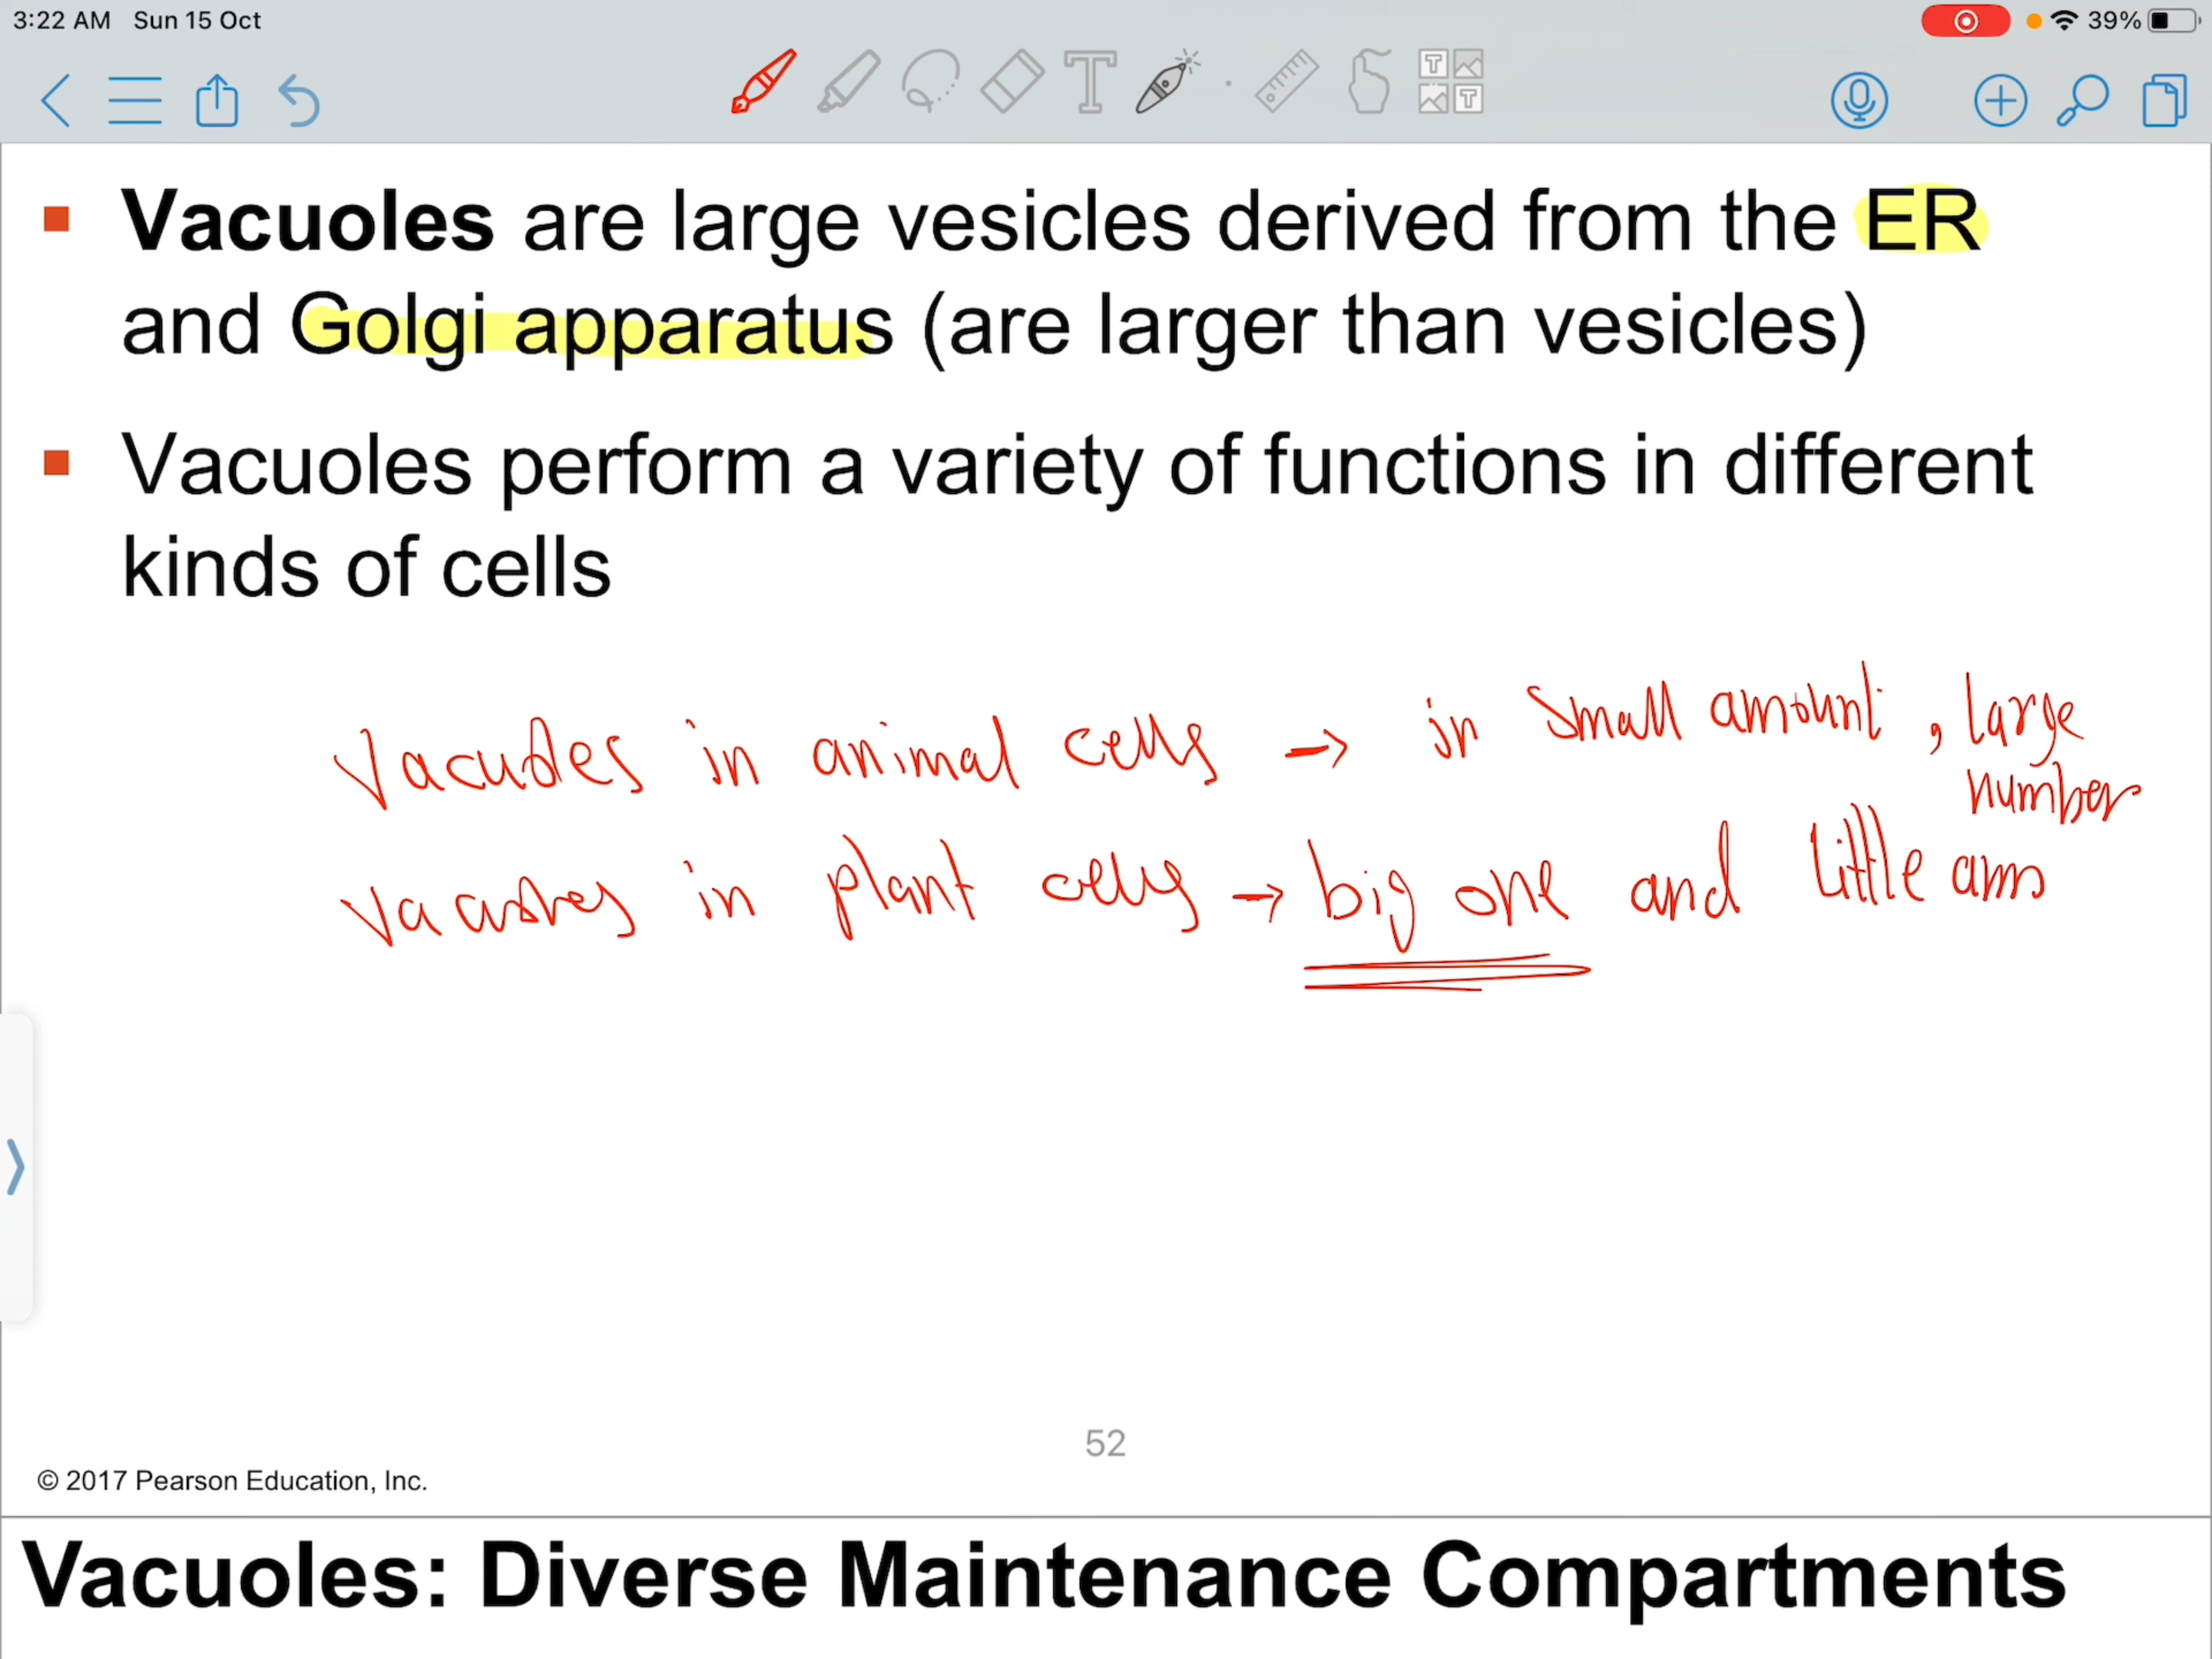 3:22 AM Sun 15 Oct 39%
Vacuoles are large vesicles derived from the ER
and Golgi apparatus (are larger than vesicles)
Vacuoles perform a variety of functions in different
kinds of cells
Vacuoles in animal cells → in small amount, large
number
Vacuoles in plant cells → big one and little am
52
© 2017 Pearson Education, Inc.
Vacuoles: Diverse Maintenance Compartments